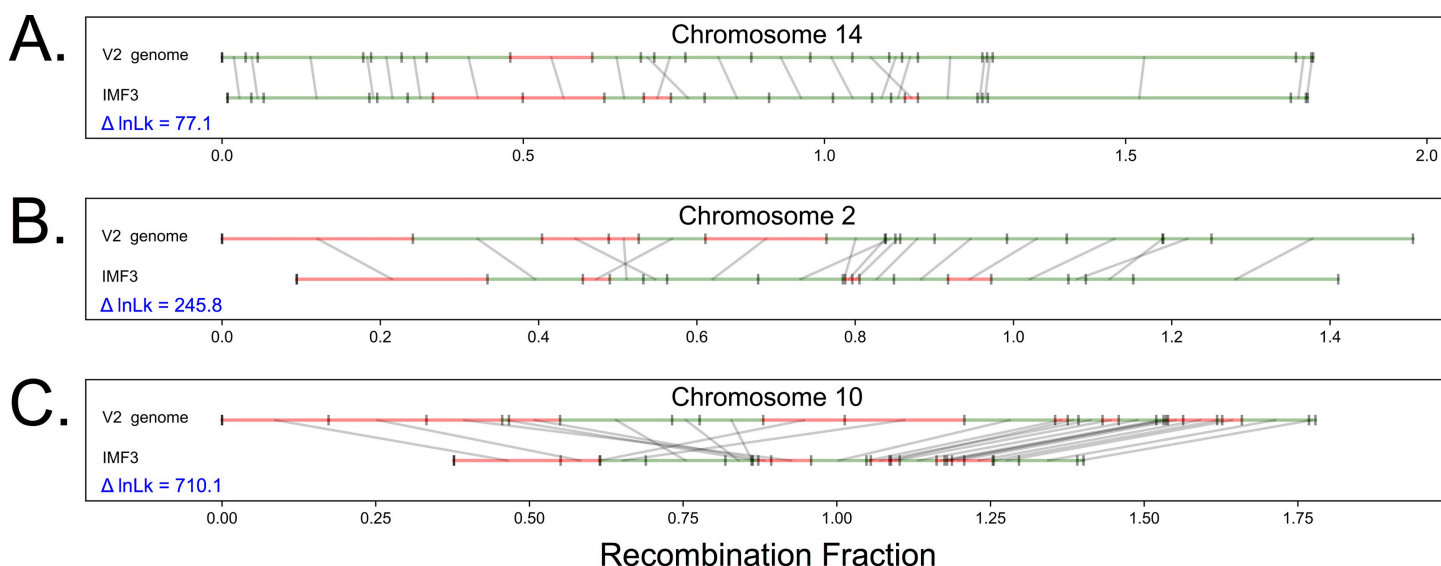 A.
Chromosome 14
V2 genome
IMF3
Δ lnLk = 77.1
0.0 0.5 1.0 1.5 2.0
B.
Chromosome 2
V2 genome
IMF3
Δ lnLk = 245.8
0.0 0.2 0.4 0.6 0.8 1.0 1.2 1.4
C.
Chromosome 10
V2 genome
IMF3
Δ lnLk = 710.1
0.00 0.25 0.50 0.75 1.00 1.25 1.50 1.75
Recombination Fraction